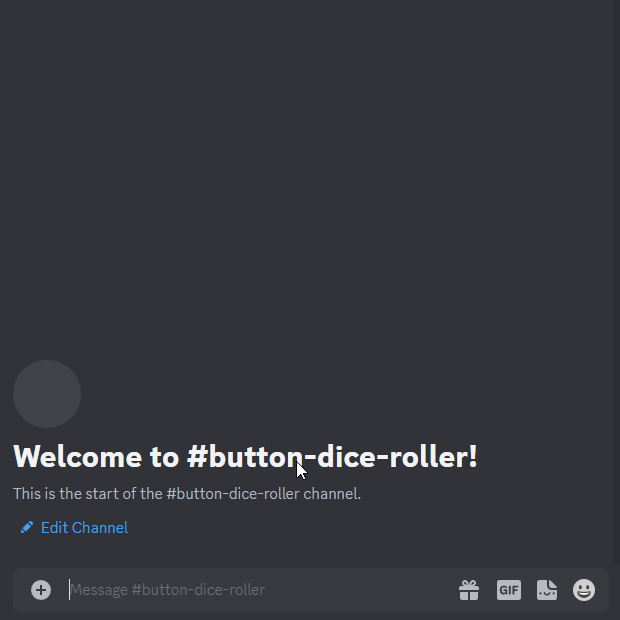 Welcome to #button-dice-roller!
This is the start of the #button-dice-roller channel.
Edit Channel
Message #button-dice-roller
GIF